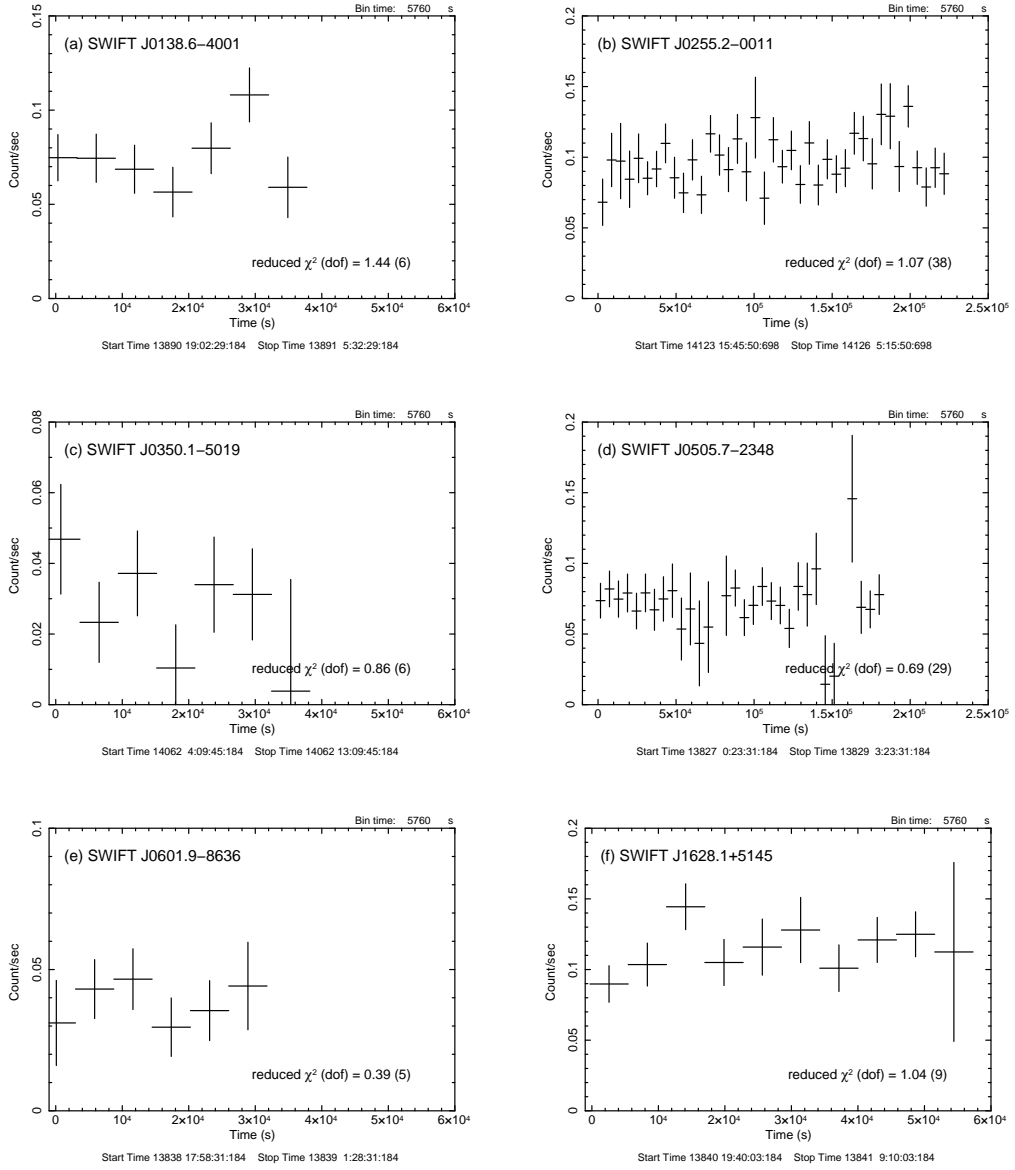 Bin time: 5760 s
(a) SWIFT J0138.6−4001
Count/sec
0 0.05 0.1 0.15
reduced χ² (dof) = 1.44 (6)
0 10⁴ 2×10⁴ 3×10⁴ 4×10⁴ 5×10⁴ 6×10⁴
Time (s)
Start Time 13890 19:02:29:184 Stop Time 13891 5:32:29:184
Bin time: 5760 s
(b) SWIFT J0255.2−0011
Count/sec
0 0.05 0.1 0.15 0.2
reduced χ² (dof) = 1.07 (38)
0 5×10⁴ 10⁵ 1.5×10⁵ 2×10⁵ 2.5×10⁵
Time (s)
Start Time 14123 15:45:50:698 Stop Time 14126 5:15:50:698
Bin time: 5760 s
(c) SWIFT J0350.1−5019
Count/sec
0 0.02 0.04 0.06 0.08
reduced χ² (dof) = 0.86 (6)
0 10⁴ 2×10⁴ 3×10⁴ 4×10⁴ 5×10⁴ 6×10⁴
Time (s)
Start Time 14062 4:09:45:184 Stop Time 14062 13:09:45:184
Bin time: 5760 s
(d) SWIFT J0505.7−2348
Count/sec
0 0.05 0.1 0.15 0.2
reduced χ² (dof) = 0.69 (29)
0 5×10⁴ 10⁵ 1.5×10⁵ 2×10⁵ 2.5×10⁵
Time (s)
Start Time 13827 0:23:31:184 Stop Time 13829 3:23:31:184
Bin time: 5760 s
(e) SWIFT J0601.9−8636
Count/sec
0 0.05 0.1
reduced χ² (dof) = 0.39 (5)
0 10⁴ 2×10⁴ 3×10⁴ 4×10⁴ 5×10⁴ 6×10⁴
Time (s)
Start Time 13838 17:58:31:184 Stop Time 13839 1:28:31:184
Bin time: 5760 s
(f) SWIFT J1628.1+5145
Count/sec
0 0.05 0.1 0.15 0.2
reduced χ² (dof) = 1.04 (9)
0 10⁴ 2×10⁴ 3×10⁴ 4×10⁴ 5×10⁴ 6×10⁴
Time (s)
Start Time 13840 19:40:03:184 Stop Time 13841 9:10:03:184